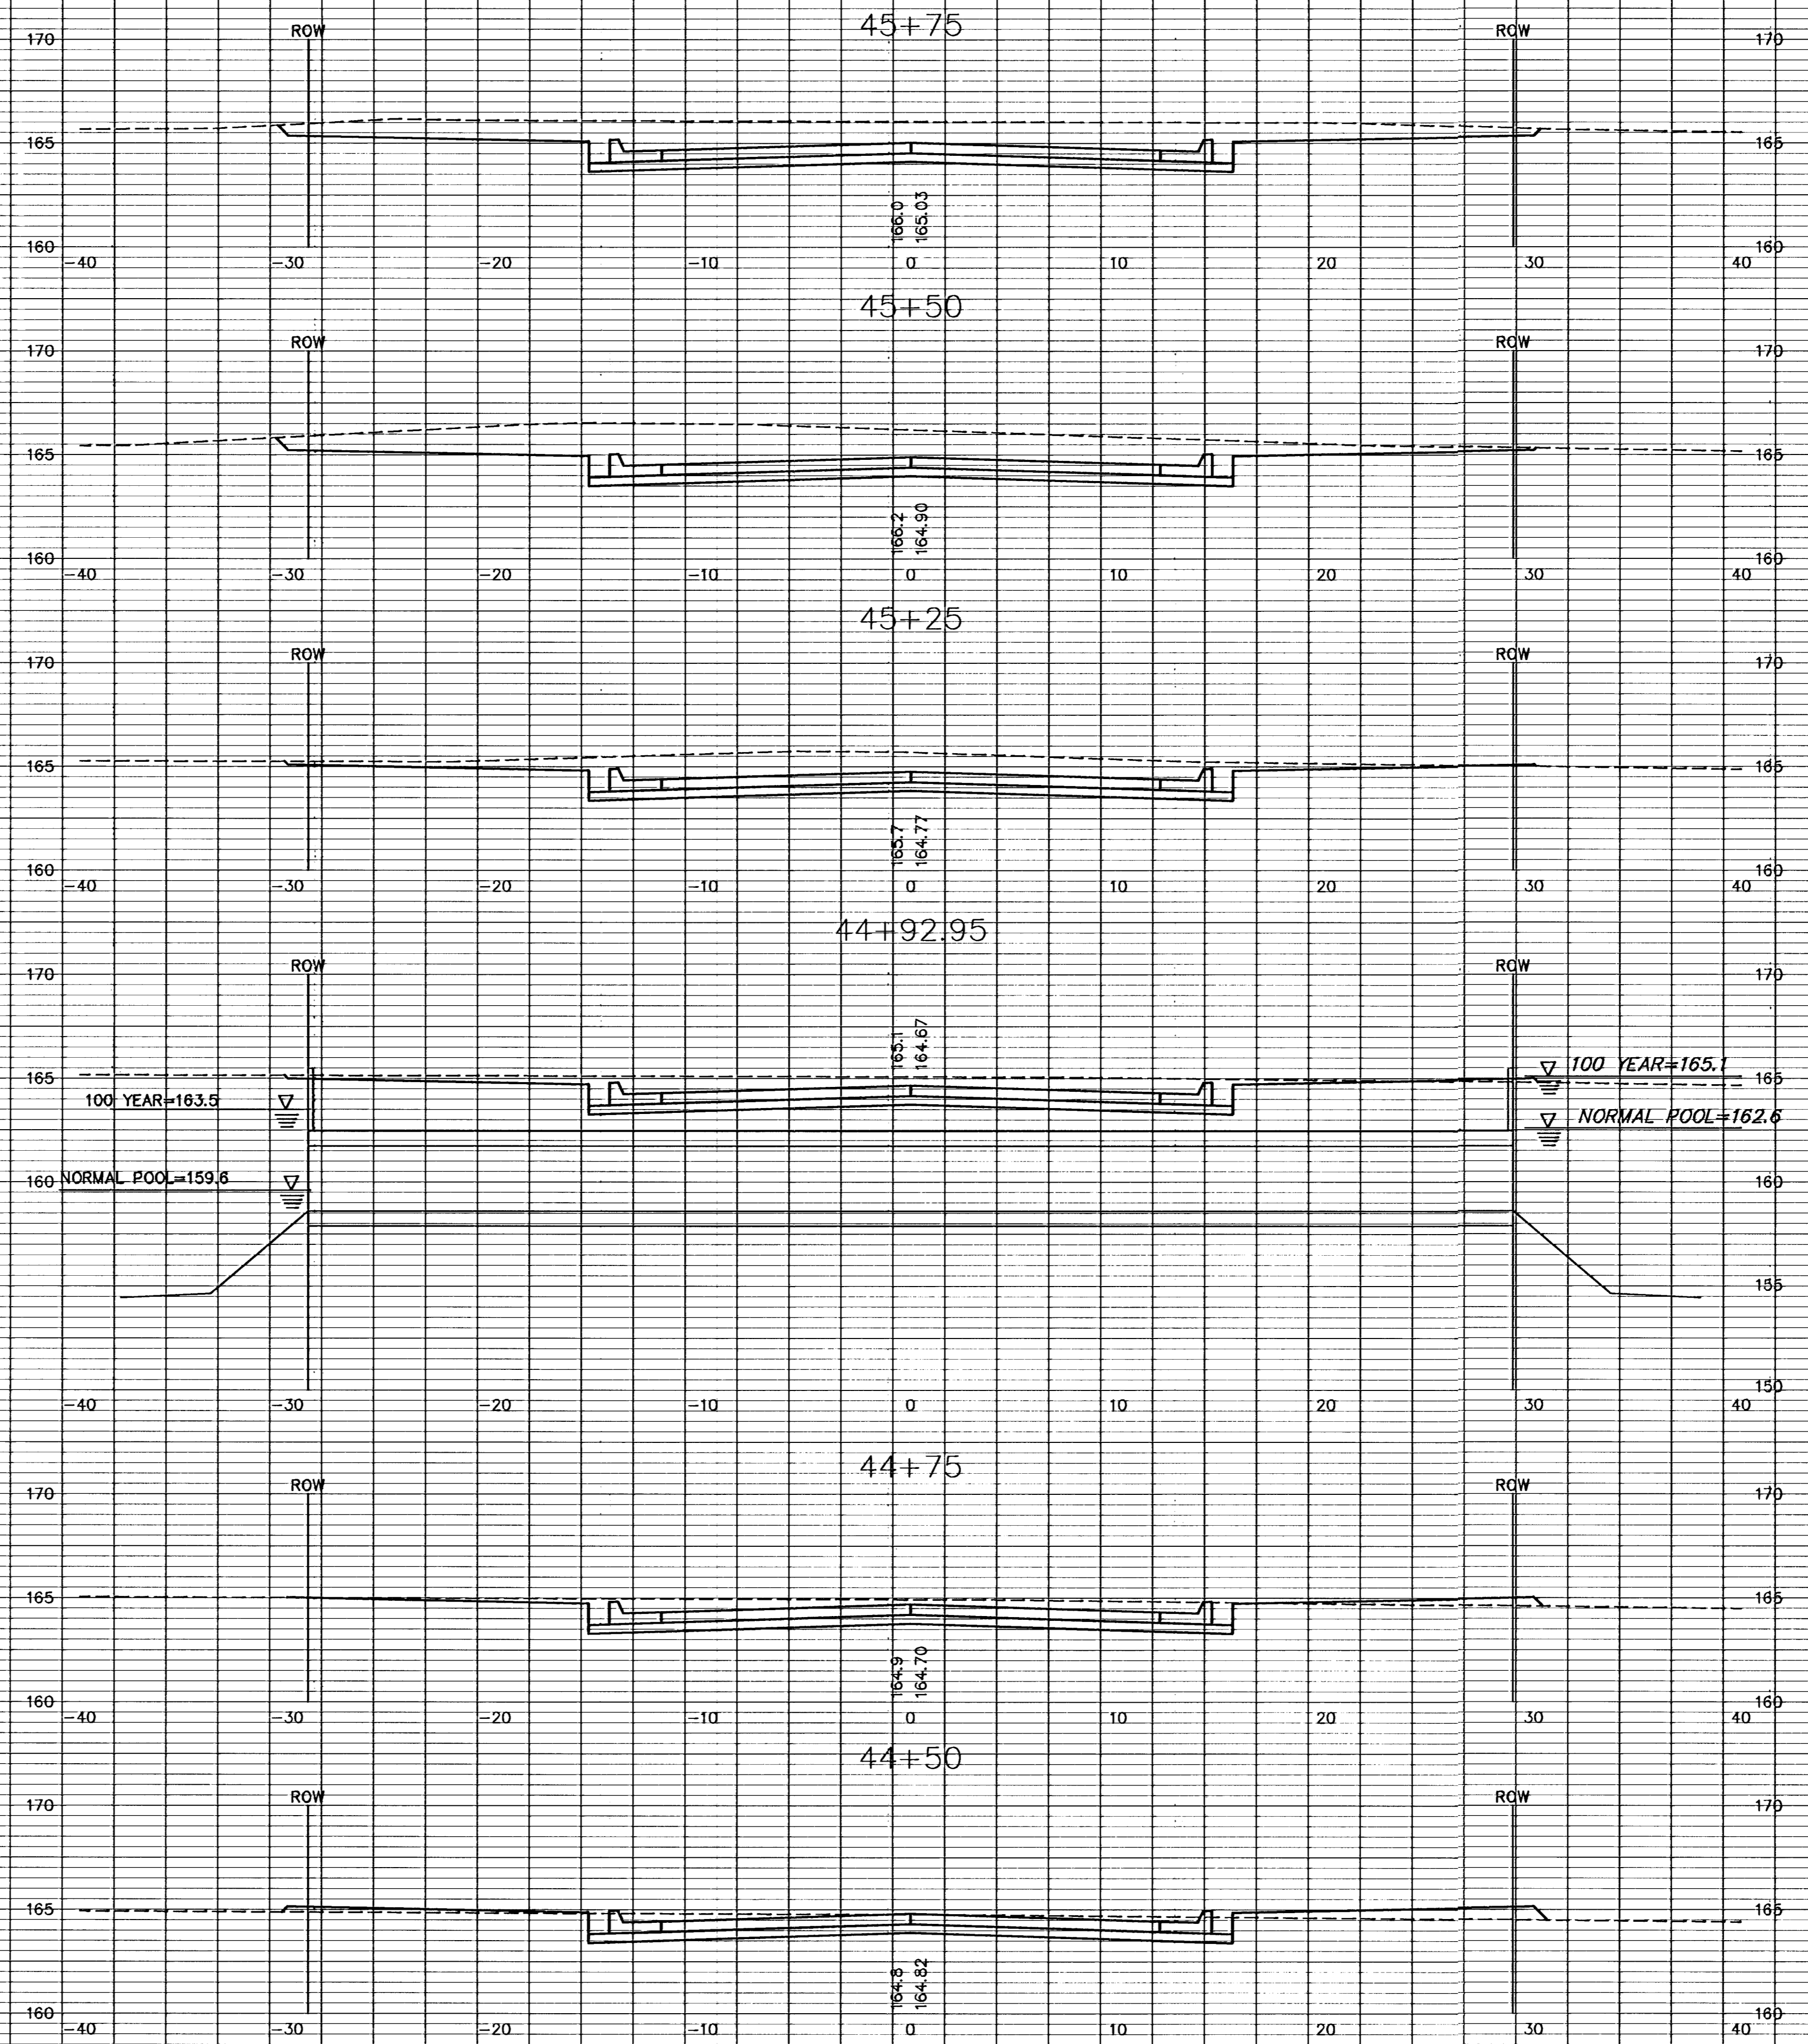 45+75
ROW ROW
170 170
165 165
166.0
165.03
160 160
-40 -30 -20 -10 0 10 20 30 40
45+50
ROW ROW
170 170
165 165
166.2
164.90
160 160
-40 -30 -20 -10 0 10 20 30 40
45+25
ROW ROW
170 170
165 165
165.7
164.77
160 160
-40 -30 -20 -10 0 10 20 30 40
44+92.95
ROW ROW
170 170
165.1
164.67
100 YEAR=165.1
165 165
100 YEAR=163.5
NORMAL POOL=162.6
160 NORMAL POOL=159.6 160
155
150
-40 -30 -20 -10 0 10 20 30 40
44+75
ROW ROW
170 170
165 165
164.9
164.70
160 160
-40 -30 -20 -10 0 10 20 30 40
44+50
ROW ROW
170 170
165 165
164.8
164.82
160 160
-40 -30 -20 -10 0 10 20 30 40